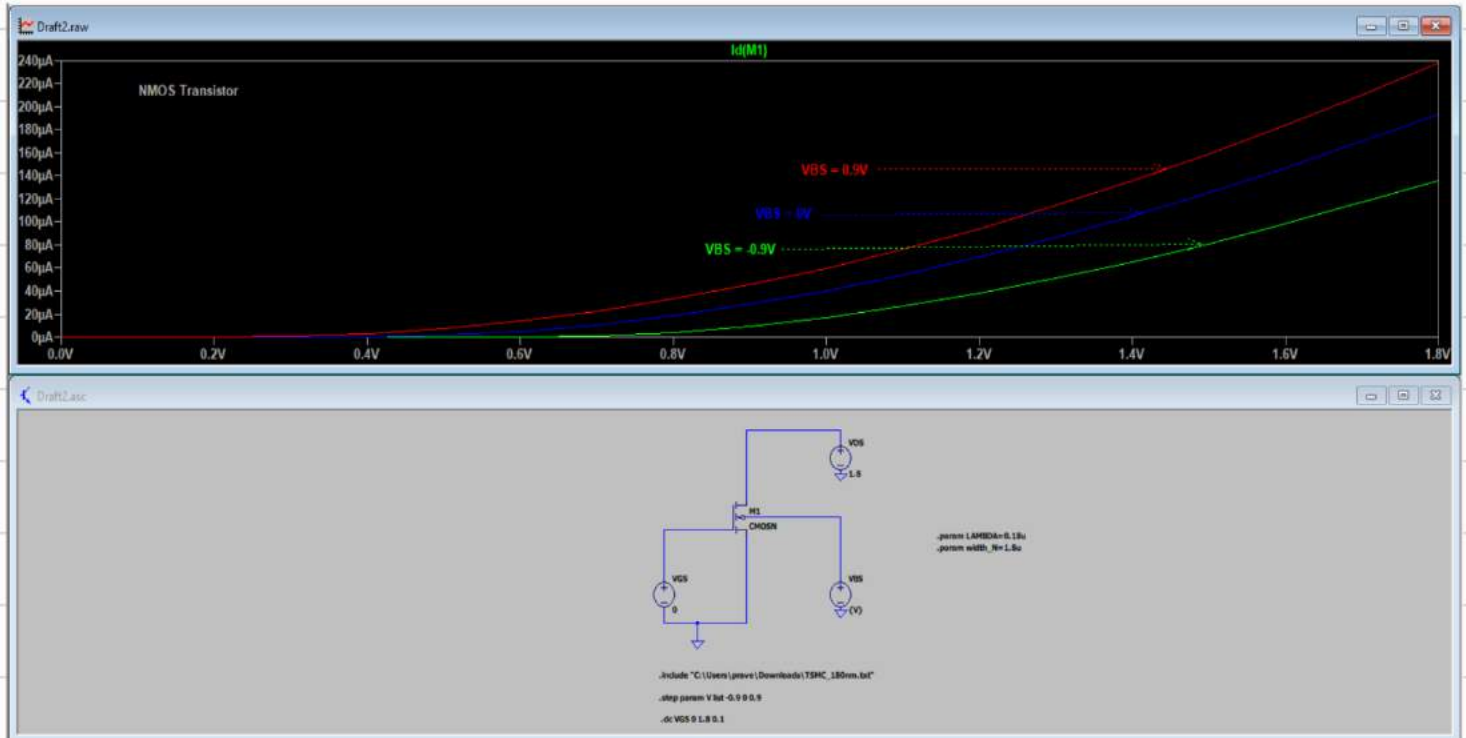 Draft2.raw
Id(M1)
240µA
220µA
200µA
180µA
160µA
140µA
120µA
100µA
80µA
60µA
40µA
20µA
0µA
NMOS Transistor
VBS = 0.9V
VBS = 0V
VBS = -0.9V
0.0V 0.2V 0.4V 0.6V 0.8V 1.0V 1.2V 1.4V 1.6V 1.8V
Draft2.asc
VDS
1.8
M1
CMOSN
VGS
0
VBS
{V}
.param LAMBDA=0.18u
.param width_N=1.8u
.include "C:\Users\prave\Downloads\TSMC_180nm.txt"
.step param V list -0.9 0 0.9
.dc VGS 0 1.8 0.1